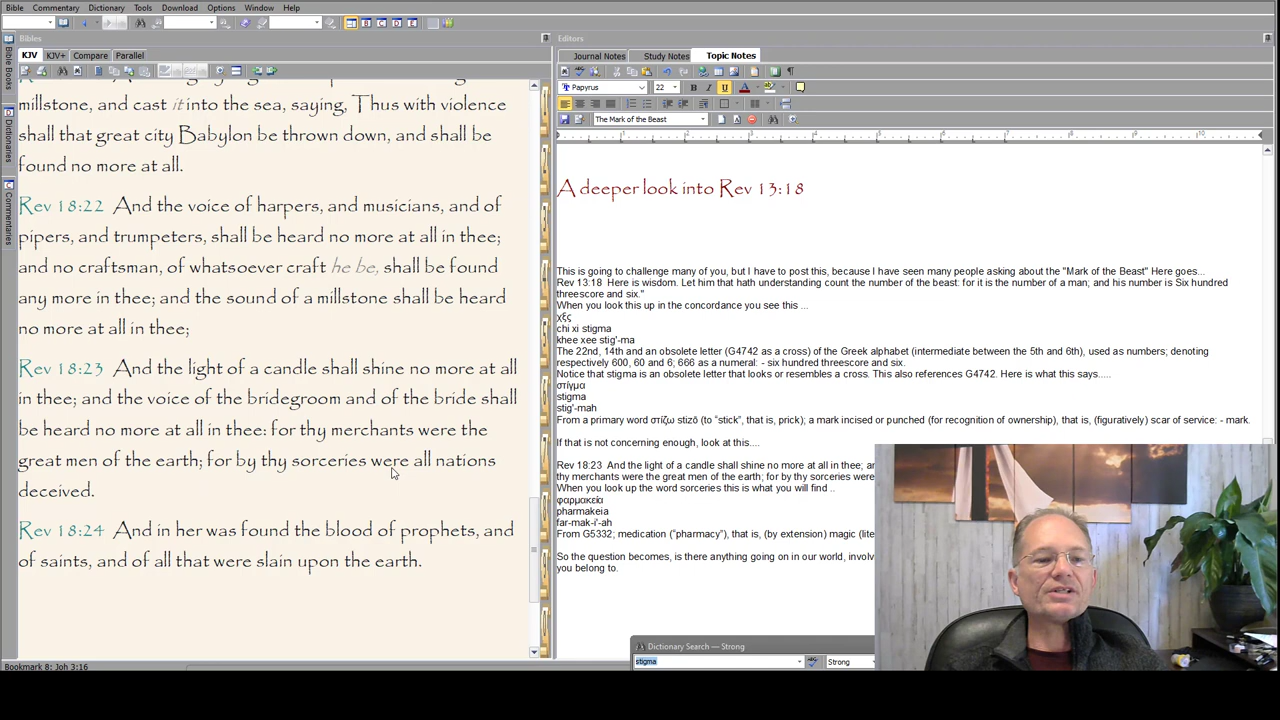 Bible Commentary Dictionary Tools Download Options Window Help
Bibles
KJV KJV+ Compare Parallel
Bible Books
Dictionaries
Commentaries
millstone, and cast it into the sea, saying, Thus with violence
shall that great city Babylon be thrown down, and shall be
found no more at all.
Rev 18:22 And the voice of harpers, and musicians, and of
pipers, and trumpeters, shall be heard no more at all in thee;
and no craftsman, of whatsoever craft he be, shall be found
any more in thee; and the sound of a millstone shall be heard
no more at all in thee;
Rev 18:23 And the light of a candle shall shine no more at all
in thee; and the voice of the bridegroom and of the bride shall
be heard no more at all in thee: for thy merchants were the
great men of the earth; for by thy sorceries were all nations
deceived.
Rev 18:24 And in her was found the blood of prophets, and
of saints, and of all that were slain upon the earth.
Bookmark 8: Joh 3:16
Editors
Journal Notes Study Notes Topic Notes
Papyrus 22 B I U A
The Mark of the Beast
A deeper look into Rev 13:18
This is going to challenge many of you, but I have to post this, because I have seen many people asking about the "Mark of the Beast" Here goes...
Rev 13:18 Here is wisdom. Let him that hath understanding count the number of the beast: for it is the number of a man; and his number is Six hundred
threescore and six."
When you look this up in the concordance you see this ...
χξς
chi xi stigma
khee xee stig'-ma
The 22nd, 14th and an obsolete letter (G4742 as a cross) of the Greek alphabet (intermediate between the 5th and 6th), used as numbers; denoting
respectively 600, 60 and 6; 666 as a numeral: - six hundred threescore and six.
Notice that stigma is an obsolete letter that looks or resembles a cross. This also references G4742. Here is what this says.....
στίγμα
stigma
stig'-mah
From a primary word στίζω stizō (to “stick”, that is, prick); a mark incised or punched (for recognition of ownership), that is, (figuratively) scar of service: - mark.
If that is not concerning enough, look at this....
Rev 18:23 And the light of a candle shall shine no more at all in thee; an
thy merchants were the great men of the earth; for by thy sorceries were
When you look up the word sorceries this is what you will find ..
φαρμακεία
pharmakeia
far-mak-i'-ah
From G5332; medication (“pharmacy”), that is, (by extension) magic (lite
So the question becomes, is there anything going on in our world, involv
you belong to.
Dictionary Search — Strong
stigma Strong